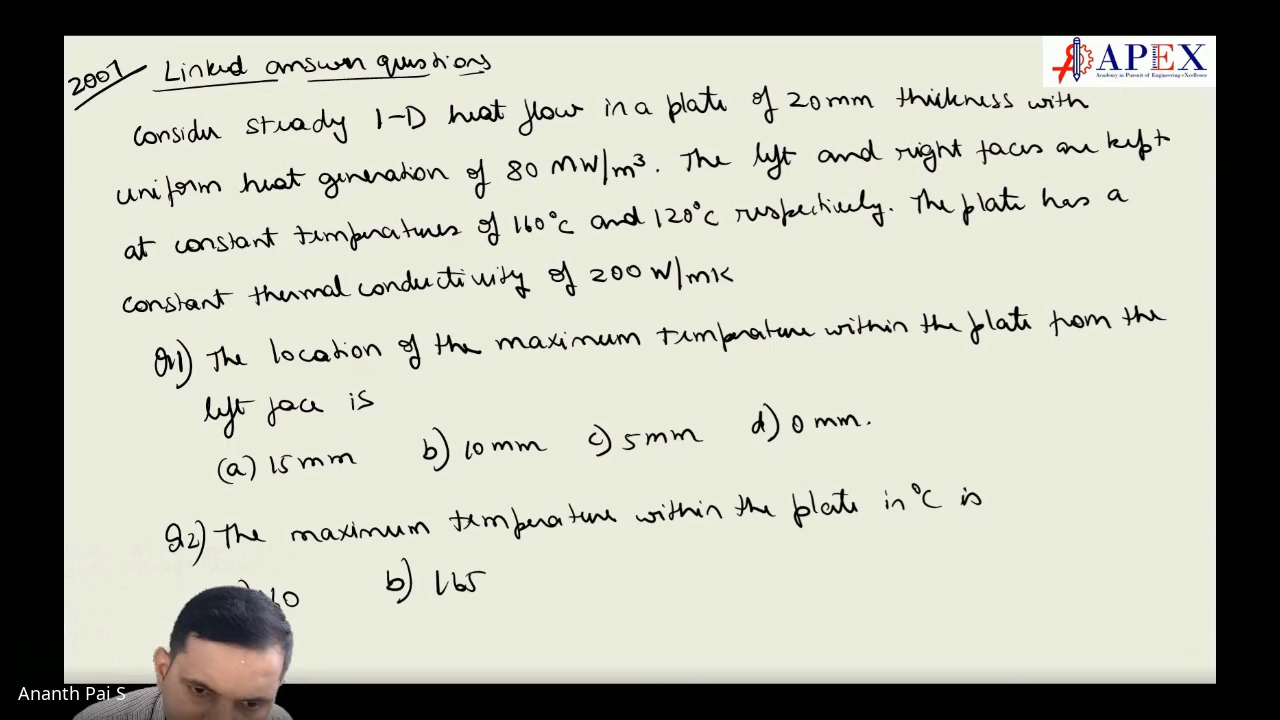 2007 Linked answer questions
APEX
Academy in Pursuit of Engineering eXcellence
Consider steady 1-D heat flow in a plate of 20mm thickness with
uniform heat generation of 80 MW/m³. The left and right faces are kept
at constant temperatures of 160°C and 120°C respectively. The plate has a
constant thermal conductivity of 200 W/mK
Q1) The location of the maximum temperature within the plate from the
left face is
(a) 15mm b) 10mm c) 5mm d) 0mm.
Q2) The maximum temperature within the plate in °C is
b) 165
Ananth Pai S